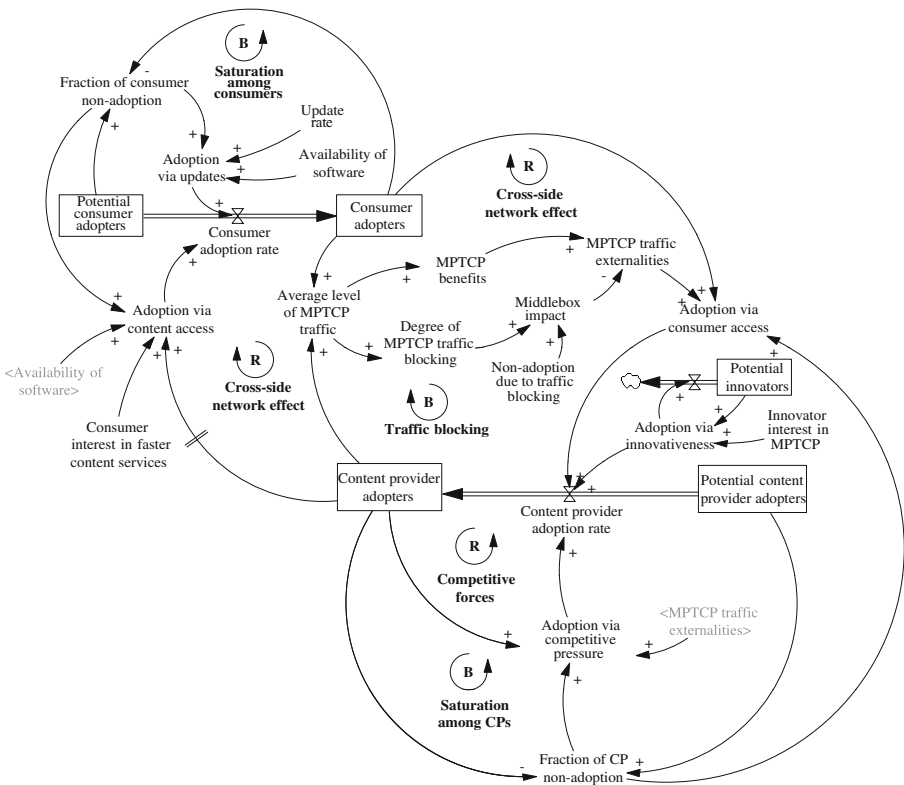 B
Saturation
among
consumers
-
Fraction of consumer
non-adoption
+
+
Update
rate
+
+
Adoption
via updates
Availability of
software
+
Potential
consumer
adopters
Consumer
adopters
Consumer
adoption rate
+
R
Cross-side
network effect
MPTCP
benefits
+
+
MPTCP traffic
externalities
-
+
Average level
of MPTCP
traffic
+
Middlebox
impact
+
+
+
Adoption via
consumer access
+
+
Adoption via
content access
+
+
+
<Availability of
software>
R
Cross-side
network effect
+
Degree of
MPTCP traffic
blocking
+
+
Non-adoption
due to traffic
blocking
B
Traffic blocking
Potential
innovators
+
+
+
Adoption via
innovativeness
Innovator
interest in
MPTCP
Consumer
interest in faster
content services
Content provider
adopters
Potential content
provider adopters
+
+
Content provider
adoption rate
+
R
Competitive
forces
+
Adoption via
competitive
pressure
<MPTCP traffic
externalities>
+
+
B
Saturation
among CPs
-
Fraction of CP
non-adoption
+